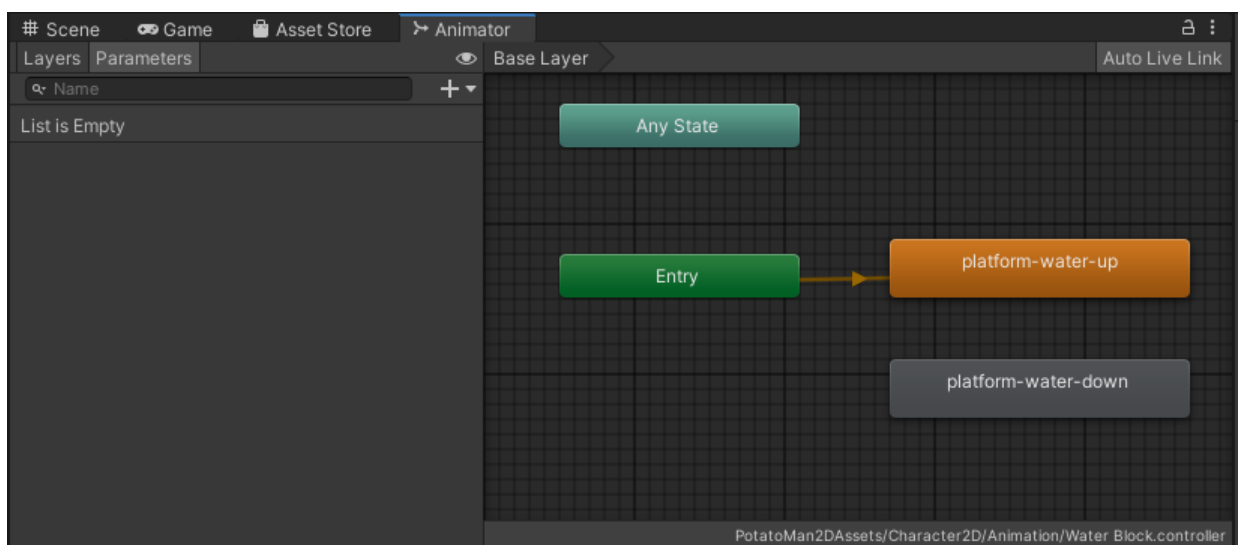 Scene Game Asset Store Animator
Layers Parameters Base Layer Auto Live Link
Name
List is Empty
Any State
platform-water-up
Entry
platform-water-down
PotatoMan2DAssets/Character2D/Animation/Water Block.controller